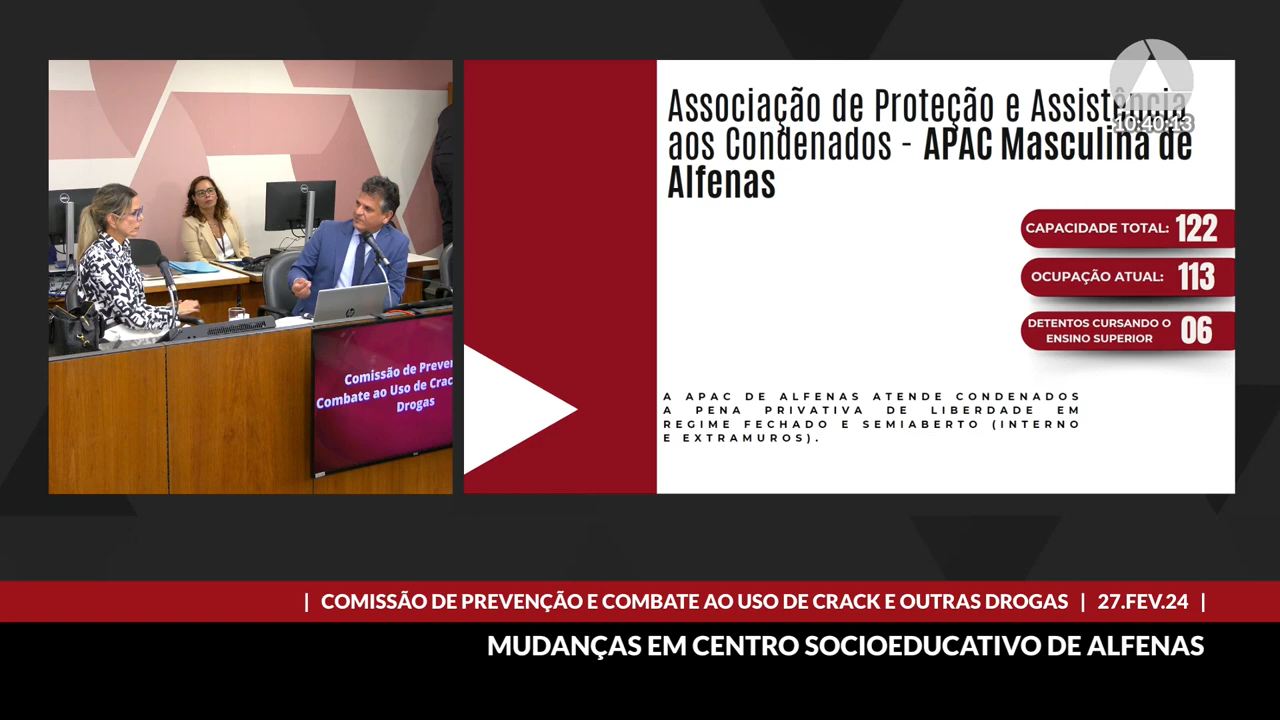 Associação de Proteção e Assistência
aos Condenados - APAC Masculina de
Alfenas
10:40:13
CAPACIDADE TOTAL: 122
OCUPAÇÃO ATUAL: 113
DETENTOS CURSANDO O
ENSINO SUPERIOR 06
A APAC DE ALFENAS ATENDE CONDENADOS
A PENA PRIVATIVA DE LIBERDADE EM
REGIME FECHADO E SEMIABERTO (INTERNO
E EXTRAMUROS).
Comissão de Preven
Combate ao Uso de Crac
Drogas
| COMISSÃO DE PREVENÇÃO E COMBATE AO USO DE CRACK E OUTRAS DROGAS | 27.FEV.24 |
MUDANÇAS EM CENTRO SOCIOEDUCATIVO DE ALFENAS